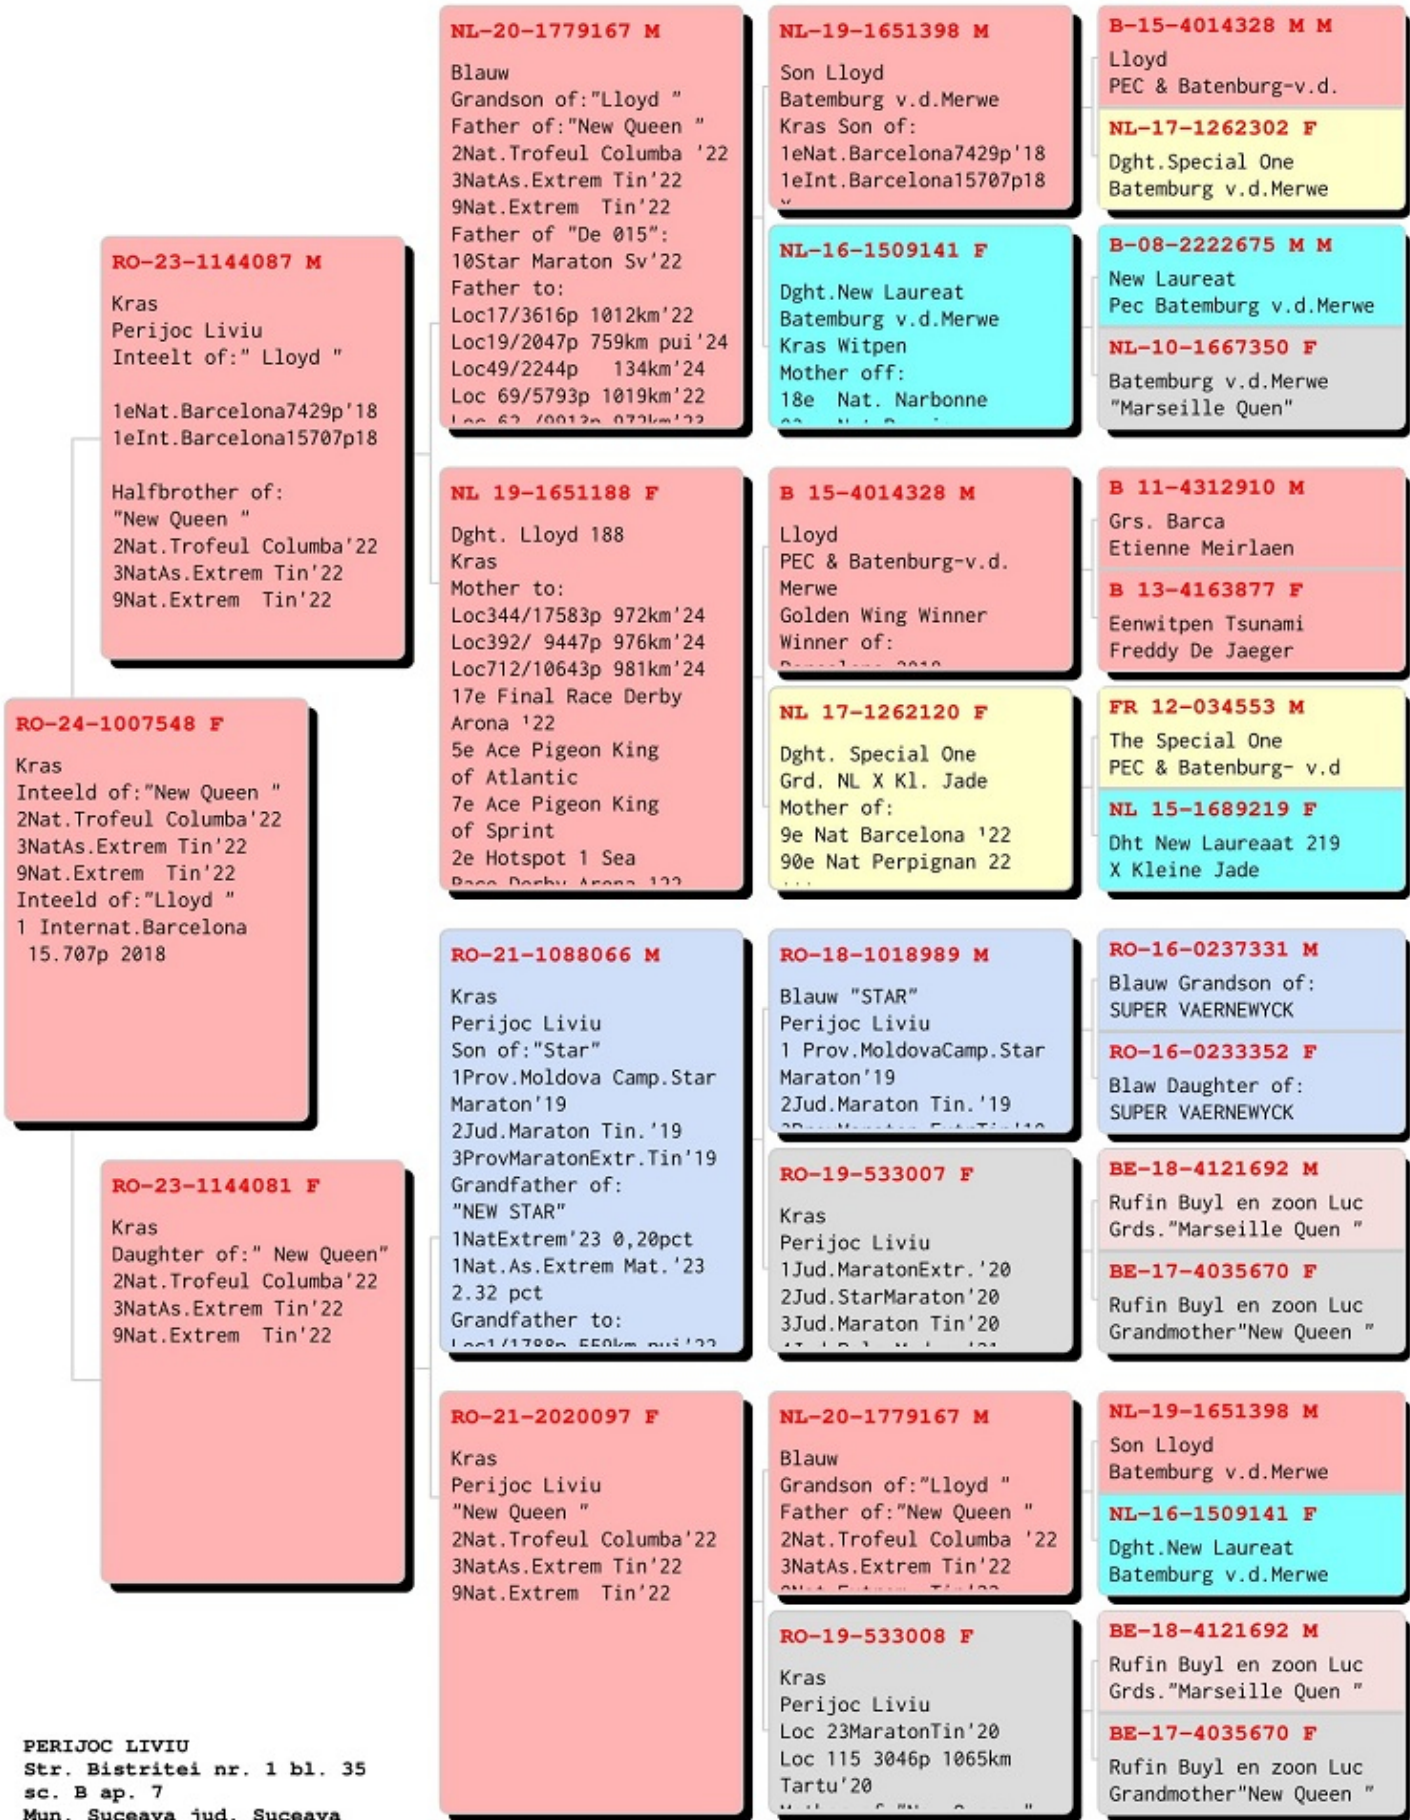 RO-24-1007548 F
Kras
Inteeld of:"New Queen "
2Nat.Trofeul Columba'22
3NatAs.Extrem Tin'22
9Nat.Extrem  Tin'22
Inteeld of:"Lloyd "
1 Internat.Barcelona
15.707p 2018
RO-23-1144087 M
Kras
Perijoc Liviu
Inteelt of:" Lloyd "
1eNat.Barcelona7429p'18
1eInt.Barcelona15707p18
Halfbrother of:
"New Queen "
2Nat.Trofeul Columba'22
3NatAs.Extrem Tin'22
9Nat.Extrem  Tin'22
RO-23-1144081 F
Kras
Daughter of:" New Queen"
2Nat.Trofeul Columba'22
3NatAs.Extrem Tin'22
9Nat.Extrem  Tin'22
NL-20-1779167 M
Blauw
Grandson of:"Lloyd "
Father of:"New Queen "
2Nat.Trofeul Columba '22
3NatAs.Extrem Tin'22
9Nat.Extrem  Tin'22
Father of "De 015":
10Star Maraton Sv'22
Father to:
Loc17/3616p 1012km'22
Loc19/2047p 759km pui'24
Loc49/2244p   134km'24
Loc 69/5793p 1019km'22
NL 19-1651188 F
Dght. Lloyd 188
Kras
Mother to:
Loc344/17583p 972km'24
Loc392/ 9447p 976km'24
Loc712/10643p 981km'24
17e Final Race Derby
Arona ¹22
5e Ace Pigeon King
of Atlantic
7e Ace Pigeon King
of Sprint
2e Hotspot 1 Sea
Race Derby Arona ¹22
RO-21-1088066 M
Kras
Perijoc Liviu
Son of:"Star"
1Prov.Moldova Camp.Star
Maraton'19
2Jud.Maraton Tin.'19
3ProvMaratonExtr.Tin'19
Grandfather of:
"NEW STAR"
1NatExtrem'23 0,20pct
1Nat.As.Extrem Mat.'23
2.32 pct
Grandfather to:
Loc1/1788p 559km pui'22
RO-21-2020097 F
Kras
Perijoc Liviu
"New Queen "
2Nat.Trofeul Columba'22
3NatAs.Extrem Tin'22
9Nat.Extrem  Tin'22
NL-19-1651398 M
Son Lloyd
Batemburg v.d.Merwe
Kras Son of:
1eNat.Barcelona7429p'18
1eInt.Barcelona15707p18
NL-16-1509141 F
Dght.New Laureat
Batemburg v.d.Merwe
Kras Witpen
Mother off:
18e  Nat. Narbonne
B 15-4014328 M
Lloyd
PEC & Batenburg-v.d.
Merwe
Golden Wing Winner
Winner of:
Barcelona 2018
NL 17-1262120 F
Dght. Special One
Grd. NL X Kl. Jade
Mother of:
9e Nat Barcelona ¹22
90e Nat Perpignan 22
RO-18-1018989 M
Blauw "STAR"
Perijoc Liviu
1 Prov.MoldovaCamp.Star
Maraton'19
2Jud.Maraton Tin.'19
RO-19-533007 F
Kras
Perijoc Liviu
1Jud.MaratonExtr.'20
2Jud.StarMaraton'20
3Jud.Maraton Tin'20
NL-20-1779167 M
Blauw
Grandson of:"Lloyd "
Father of:"New Queen "
2Nat.Trofeul Columba '22
3NatAs.Extrem Tin'22
9Nat.Extrem  Tin'22
RO-19-533008 F
Kras
Perijoc Liviu
Loc 23MaratonTin'20
Loc 115 3046p 1065km
Tartu'20
B-15-4014328 M M
Lloyd
PEC & Batenburg-v.d.
NL-17-1262302 F
Dght.Special One
Batemburg v.d.Merwe
B-08-2222675 M M
New Laureat
Pec Batemburg v.d.Merwe
NL-10-1667350 F
Batemburg v.d.Merwe
"Marseille Quen"
B 11-4312910 M
Grs. Barca
Etienne Meirlaen
B 13-4163877 F
Eenwitpen Tsunami
Freddy De Jaeger
FR 12-034553 M
The Special One
PEC & Batenburg- v.d
NL 15-1689219 F
Dht New Laureaat 219
X Kleine Jade
RO-16-0237331 M
Blauw Grandson of:
SUPER VAERNEWYCK
RO-16-0233352 F
Blaw Daughter of:
SUPER VAERNEWYCK
BE-18-4121692 M
Rufin Buyl en zoon Luc
Grds."Marseille Quen "
BE-17-4035670 F
Rufin Buyl en zoon Luc
Grandmother"New Queen "
NL-19-1651398 M
Son Lloyd
Batemburg v.d.Merwe
NL-16-1509141 F
Dght.New Laureat
Batemburg v.d.Merwe
BE-18-4121692 M
Rufin Buyl en zoon Luc
Grds."Marseille Quen "
BE-17-4035670 F
Rufin Buyl en zoon Luc
Grandmother"New Queen "
PERIJOC LIVIU
Str. Bistritei nr. 1 bl. 35
sc. B ap. 7
Mun. Suceava jud. Suceava